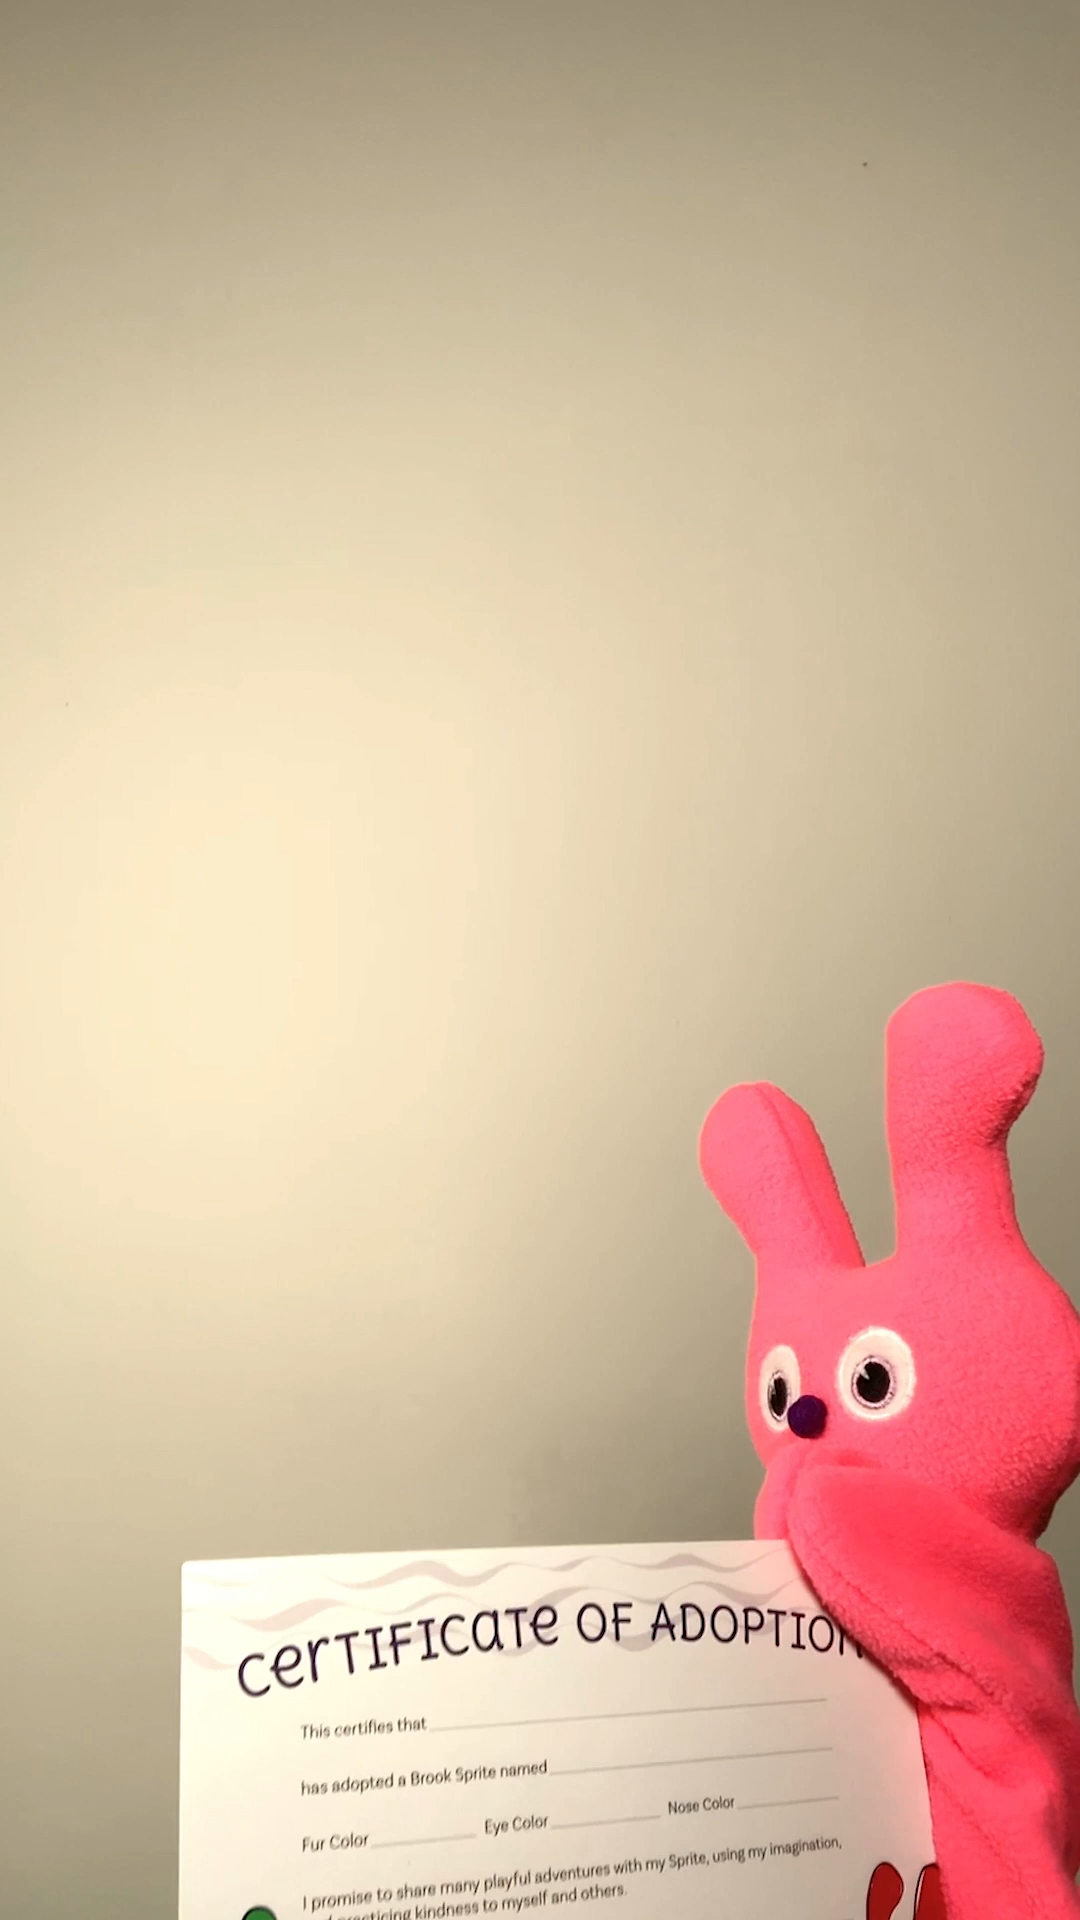 Certificate of Adoption
This certifies that
has adopted a Brook Sprite named
Fur Color Eye Color Nose Color
I promise to share many playful adventures with my Sprite, using my imagination,
kindness to myself and others.